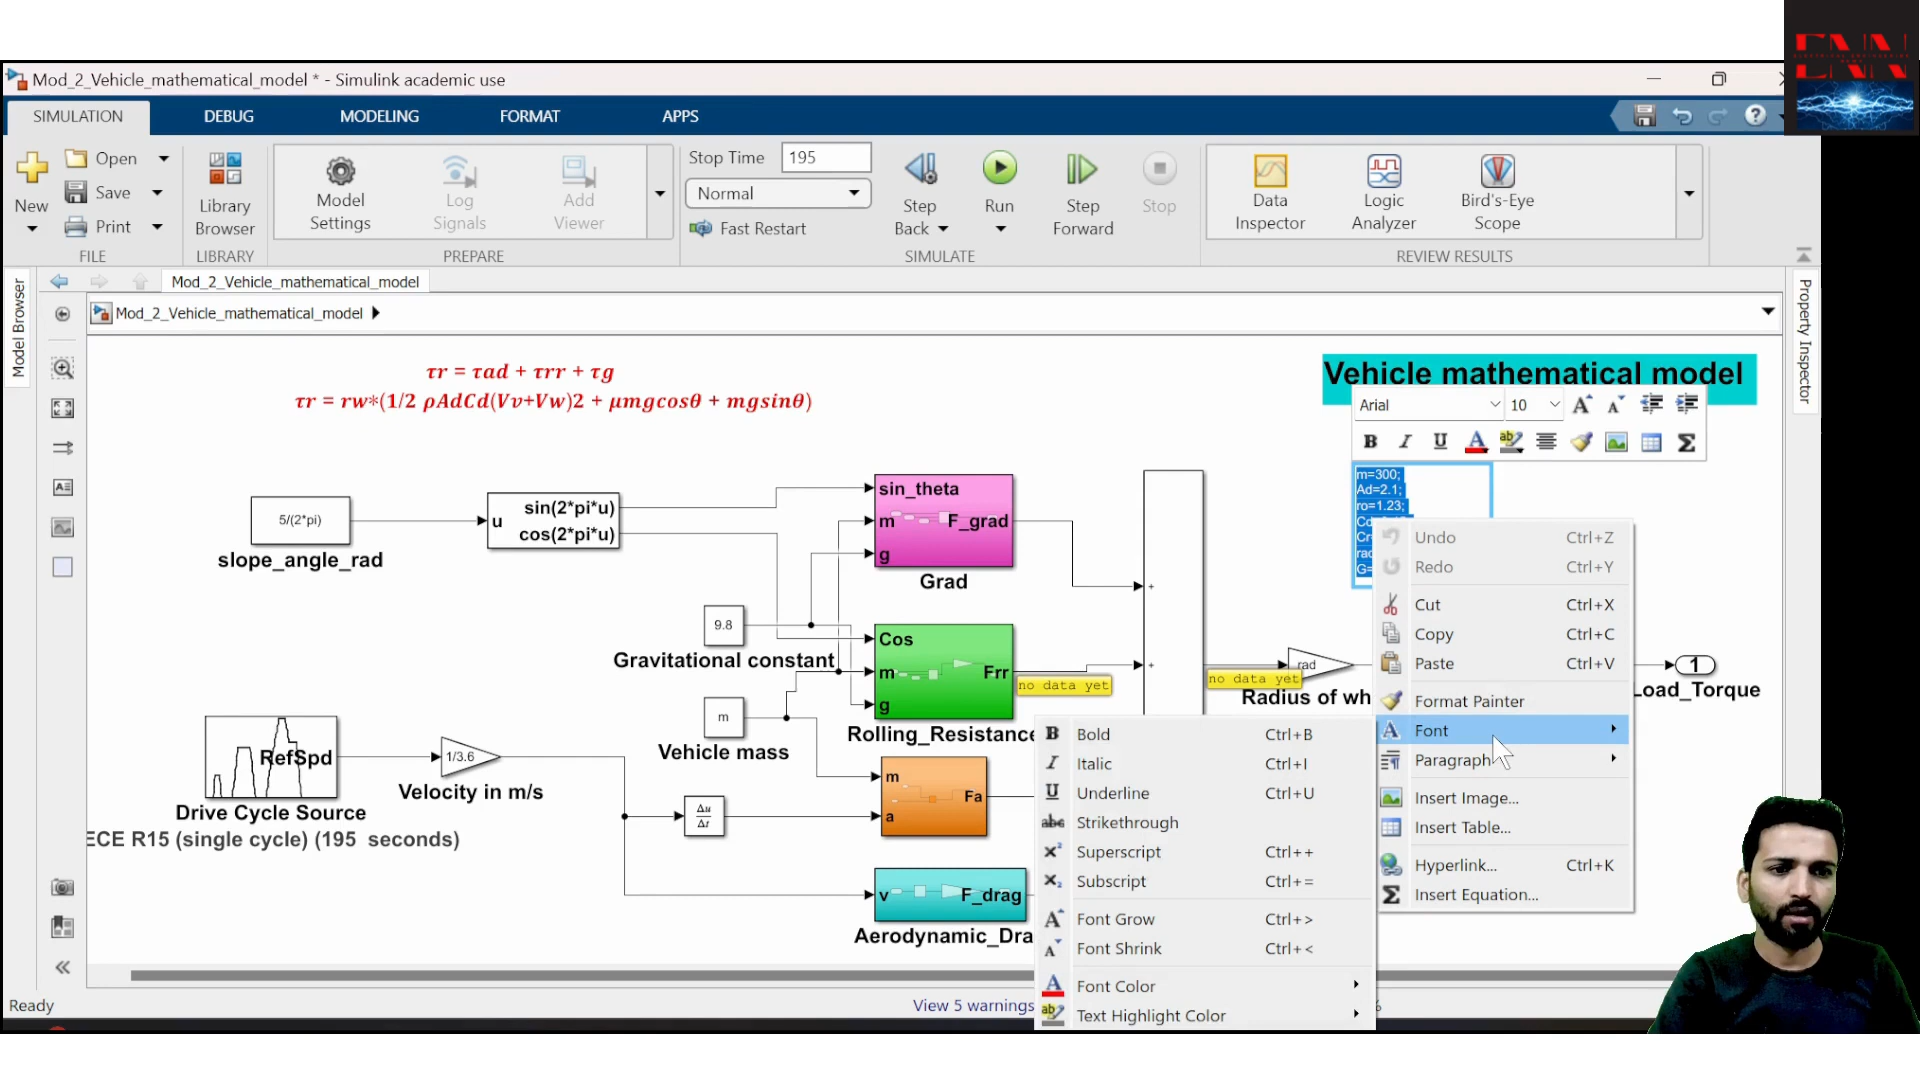 ENN
Mod_2_Vehicle_mathematical_model * - Simulink academic use
SIMULATION
DEBUG
MODELING
FORMAT
APPS
New
Open
Save
Print
FILE
Library
Browser
LIBRARY
Model
Settings
Log
Signals
Add
Viewer
PREPARE
Stop Time
195
Normal
Fast Restart
Step
Back
Run
Step
Forward
Stop
SIMULATE
Data
Inspector
Logic
Analyzer
Bird's-Eye
Scope
REVIEW RESULTS
Model Browser
Property Inspector
Mod_2_Vehicle_mathematical_model
Mod_2_Vehicle_mathematical_model
τr = τad + τrr + τg
τr = rw*(1/2 ρAdCd(Vv+Vw)2 + μmgcosθ + mgsinθ)
Vehicle mathematical model
Arial
10
m=300;
Ad=2.1;
ro=1.23;
5/(2*pi)
slope_angle_rad
u
sin(2*pi*u)
cos(2*pi*u)
sin_theta
m
g
F_grad
Grad
9.8
Gravitational constant
Cos
m
g
Frr
Rolling_Resistance
no data yet
no data yet
m
Vehicle mass
+
+
rad
Radius of wh
1
Load_Torque
RefSpd
Drive Cycle Source
ECE R15 (single cycle) (195 seconds)
1/3.6
Velocity in m/s
Δu
Δt
m
a
Fa
v
F_drag
Aerodynamic_Dra
Undo Ctrl+Z
Redo Ctrl+Y
Cut Ctrl+X
Copy Ctrl+C
Paste Ctrl+V
Format Painter
Font
Paragraph
Insert Image...
Insert Table...
Hyperlink... Ctrl+K
Insert Equation...
Bold Ctrl+B
Italic Ctrl+I
Underline Ctrl+U
Strikethrough
Superscript Ctrl++
Subscript Ctrl+=
Font Grow Ctrl+>
Font Shrink Ctrl+<
Font Color
Text Highlight Color
Ready
View 5 warnings
%